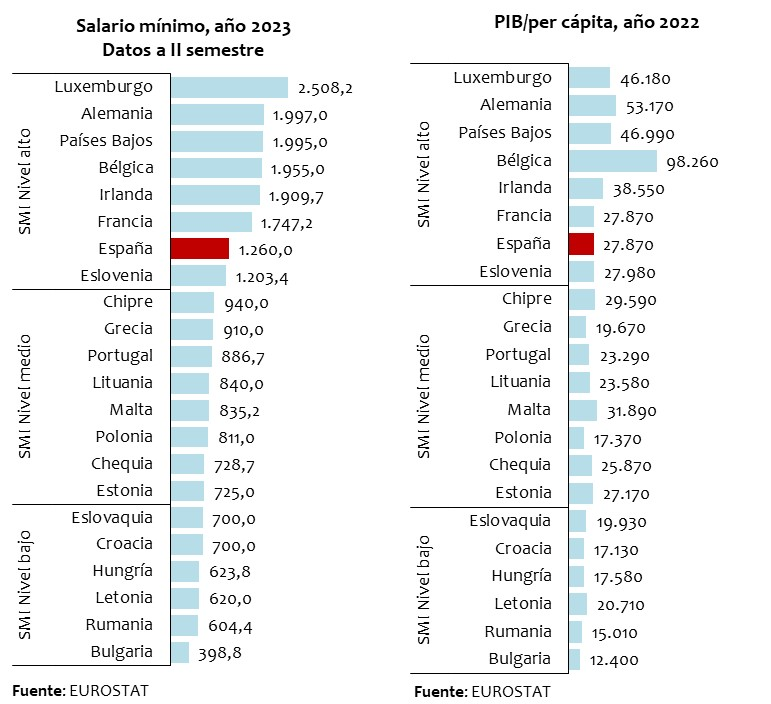 Salario mínimo, año 2023
Datos a II semestre
SMI Nivel alto
Luxemburgo 2.508,2
Alemania 1.997,0
Países Bajos 1.995,0
Bélgica 1.955,0
Irlanda 1.909,7
Francia 1.747,2
España 1.260,0
Eslovenia 1.203,4
SMI Nivel medio
Chipre 940,0
Grecia 910,0
Portugal 886,7
Lituania 840,0
Malta 835,2
Polonia 811,0
Chequia 728,7
Estonia 725,0
SMI Nivel bajo
Eslovaquia 700,0
Croacia 700,0
Hungría 623,8
Letonia 620,0
Rumania 604,4
Bulgaria 398,8
Fuente: EUROSTAT
PIB/per cápita, año 2022
SMI Nivel alto
Luxemburgo 46.180
Alemania 53.170
Países Bajos 46.990
Bélgica 98.260
Irlanda 38.550
Francia 27.870
España 27.870
Eslovenia 27.980
SMI Nivel medio
Chipre 29.590
Grecia 19.670
Portugal 23.290
Lituania 23.580
Malta 31.890
Polonia 17.370
Chequia 25.870
Estonia 27.170
SMI Nivel bajo
Eslovaquia 19.930
Croacia 17.130
Hungría 17.580
Letonia 20.710
Rumania 15.010
Bulgaria 12.400
Fuente: EUROSTAT